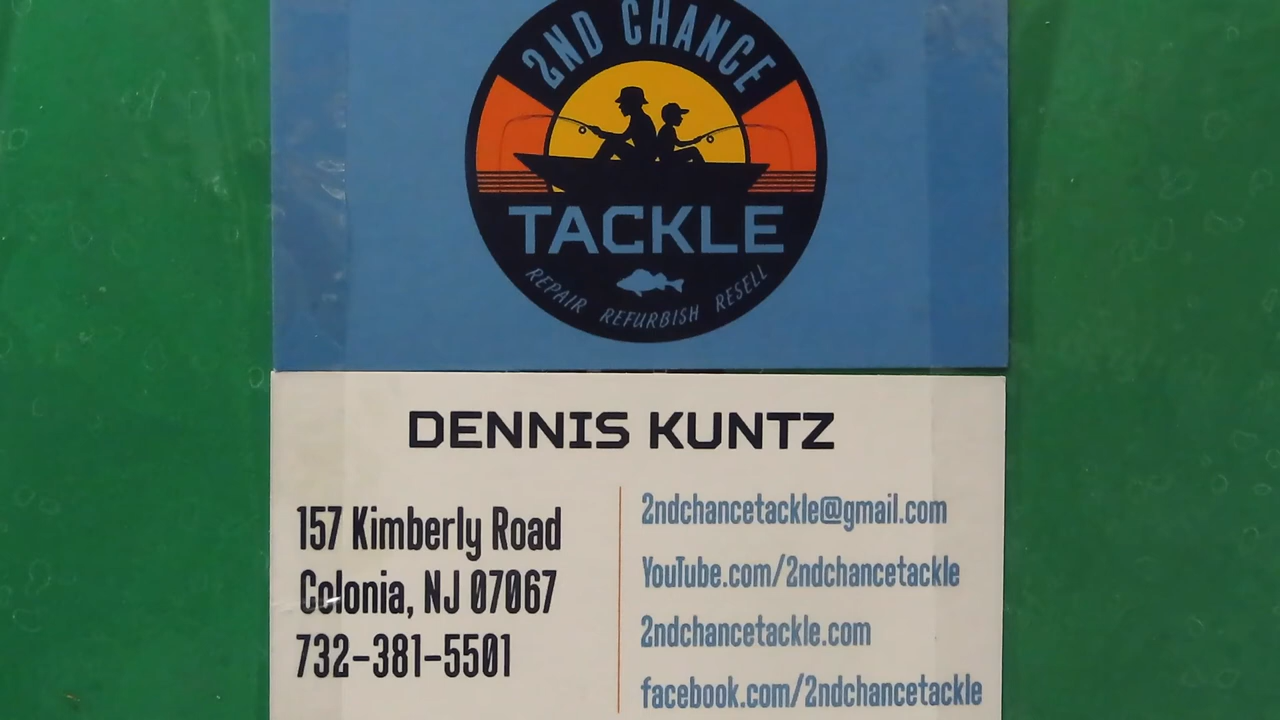 2ND CHANCE
TACKLE
REPAIR REFURBISH RESELL
DENNIS KUNTZ
157 Kimberly Road
Colonia, NJ 07067
732-381-5501
2ndchancetackle@gmail.com
YouTube.com/2ndchancetackle
2ndchancetackle.com
facebook.com/2ndchancetackle